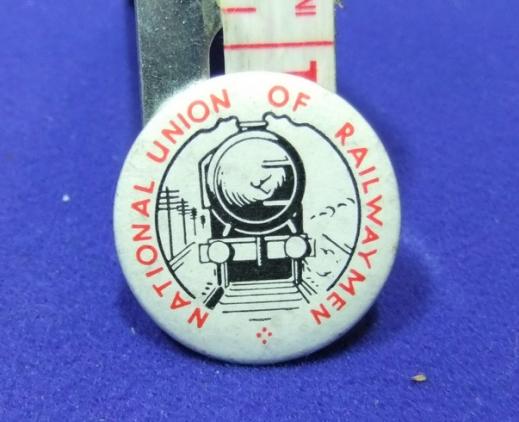 NATIONAL UNION OF RAILWAYMEN